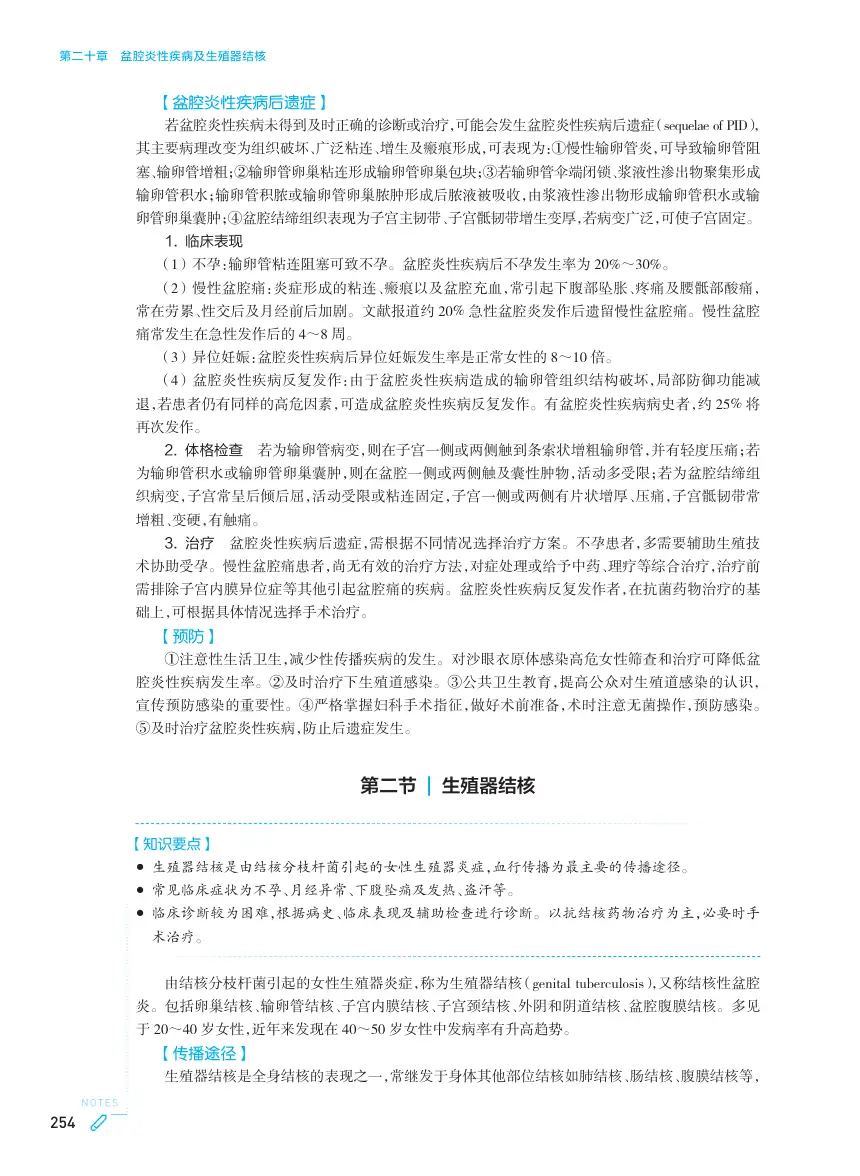 第二十章 盆腔炎性疾病及生殖器结核
【盆腔炎性疾病后遗症】
若盆腔炎性疾病未得到及时正确的诊断或治疗,可能会发生盆腔炎性疾病后遗症(sequelae of PID),
其主要病理改变为组织破坏、广泛粘连、增生及瘢痕形成,可表现为:①慢性输卵管炎,可导致输卵管阻
塞、输卵管增粗;②输卵管卵巢粘连形成输卵管卵巢包块;③若输卵管伞端闭锁、浆液性渗出物聚集形成
输卵管积水;输卵管积脓或输卵管卵巢脓肿形成后脓液被吸收,由浆液性渗出物形成输卵管积水或输
卵管卵巢囊肿;④盆腔结缔组织表现为子宫主韧带、子宫骶韧带增生变厚,若病变广泛,可使子宫固定。
1. 临床表现
(1)不孕:输卵管粘连阻塞可致不孕。盆腔炎性疾病后不孕发生率为 20%～30%。
(2)慢性盆腔痛:炎症形成的粘连、瘢痕以及盆腔充血,常引起下腹部坠胀、疼痛及腰骶部酸痛,
常在劳累、性交后及月经前后加剧。文献报道约 20% 急性盆腔炎发作后遗留慢性盆腔痛。慢性盆腔
痛常发生在急性发作后的 4～8 周。
(3)异位妊娠:盆腔炎性疾病后异位妊娠发生率是正常女性的 8～10 倍。
(4)盆腔炎性疾病反复发作:由于盆腔炎性疾病造成的输卵管组织结构破坏,局部防御功能减
退,若患者仍有同样的高危因素,可造成盆腔炎性疾病反复发作。有盆腔炎性疾病病史者,约 25% 将
再次发作。
2. 体格检查 若为输卵管病变,则在子宫一侧或两侧触到条索状增粗输卵管,并有轻度压痛;若
为输卵管积水或输卵管卵巢囊肿,则在盆腔一侧或两侧触及囊性肿物,活动多受限;若为盆腔结缔组
织病变,子宫常呈后倾后屈,活动受限或粘连固定,子宫一侧或两侧有片状增厚、压痛,子宫骶韧带常
增粗、变硬,有触痛。
3. 治疗 盆腔炎性疾病后遗症,需根据不同情况选择治疗方案。不孕患者,多需要辅助生殖技
术协助受孕。慢性盆腔痛患者,尚无有效的治疗方法,对症处理或给予中药、理疗等综合治疗,治疗前
需排除子宫内膜异位症等其他引起盆腔痛的疾病。盆腔炎性疾病反复发作者,在抗菌药物治疗的基
础上,可根据具体情况选择手术治疗。
【预防】
①注意性生活卫生,减少性传播疾病的发生。对沙眼衣原体感染高危女性筛查和治疗可降低盆
腔炎性疾病发生率。②及时治疗下生殖道感染。③公共卫生教育,提高公众对生殖道感染的认识,
宣传预防感染的重要性。④严格掌握妇科手术指征,做好术前准备,术时注意无菌操作,预防感染。
⑤及时治疗盆腔炎性疾病,防止后遗症发生。
第二节 | 生殖器结核
【知识要点】
● 生殖器结核是由结核分枝杆菌引起的女性生殖器炎症,血行传播为最主要的传播途径。
● 常见临床症状为不孕、月经异常、下腹坠痛及发热、盗汗等。
● 临床诊断较为困难,根据病史、临床表现及辅助检查进行诊断。以抗结核药物治疗为主,必要时手
术治疗。
由结核分枝杆菌引起的女性生殖器炎症,称为生殖器结核(genital tuberculosis),又称结核性盆腔
炎。包括卵巢结核、输卵管结核、子宫内膜结核、子宫颈结核、外阴和阴道结核、盆腔腹膜结核。多见
于 20～40 岁女性,近年来发现在 40～50 岁女性中发病率有升高趋势。
【传播途径】
生殖器结核是全身结核的表现之一,常继发于身体其他部位结核如肺结核、肠结核、腹膜结核等,
NOTES
254